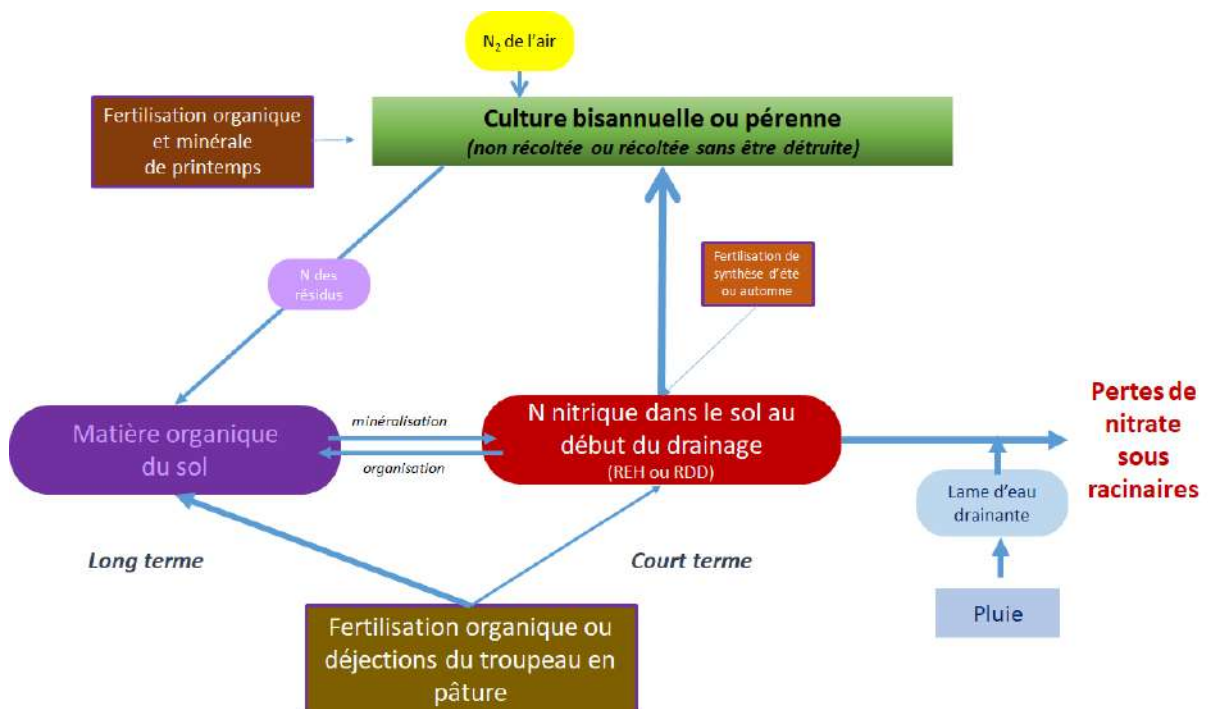 N₂ de l'air
Fertilisation organique
et minérale
de printemps
Culture bisannuelle ou pérenne
(non récoltée ou récoltée sans être détruite)
N des
résidus
Fertilisation de
synthèse d'été
ou automne
Matière organique
du sol
minéralisation
organisation
N nitrique dans le sol au
début du drainage
(REH ou RDD)
Pertes de
nitrate
sous
racinaires
Lame d'eau
drainante
Long terme
Court terme
Pluie
Fertilisation organique ou
déjections du troupeau en
pâture